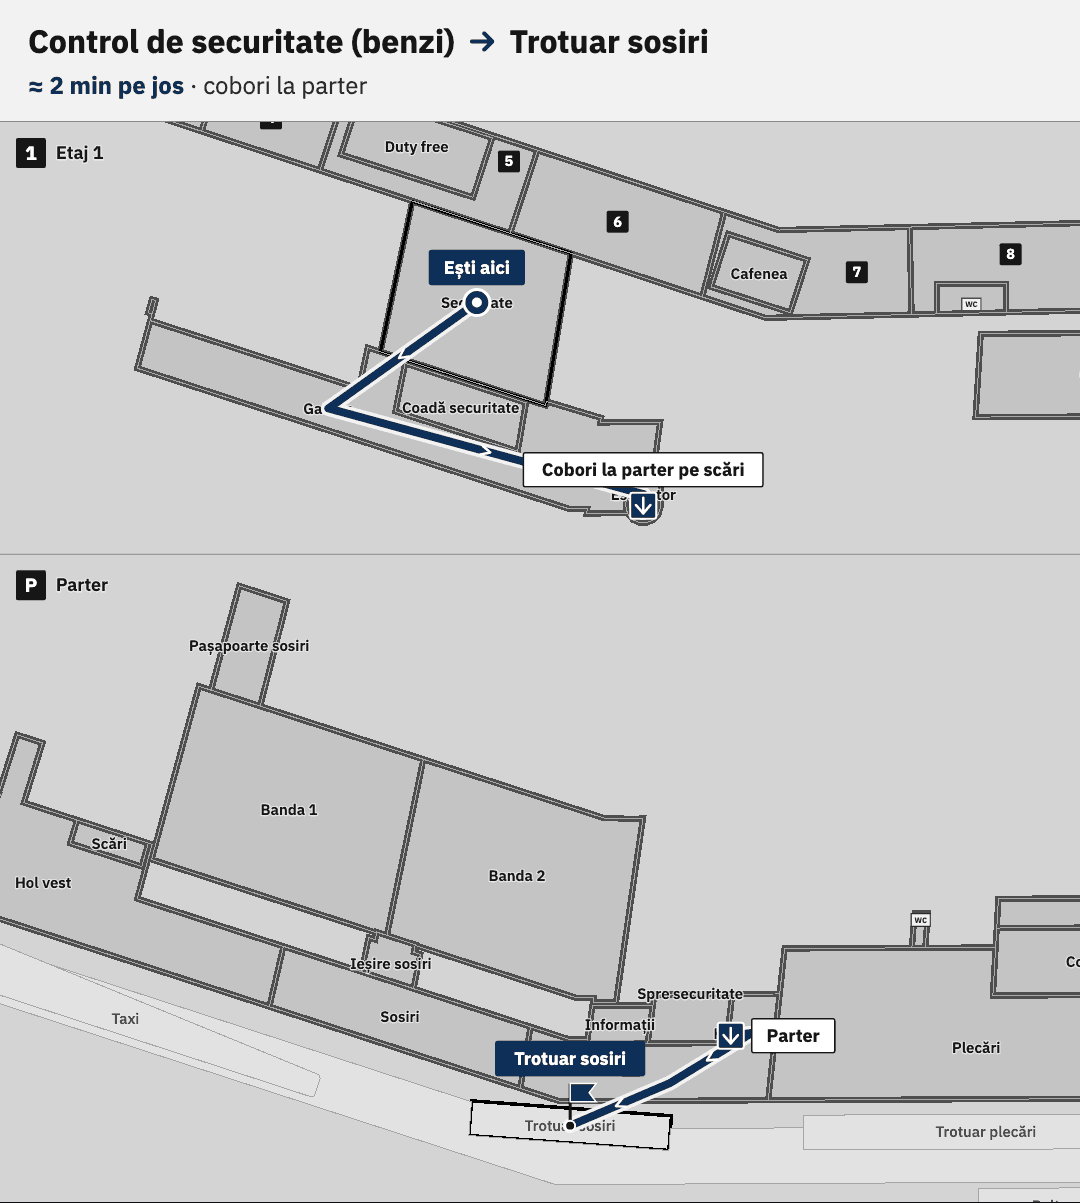 Control de securitate (benzi) → Trotuar sosiri
≈ 2 min pe jos · cobori la parter
1 Etaj 1
Duty free
5
6
Cafenea
7
8
WC
Ești aici
Coadă securitate
Cobori la parter pe scări
P Parter
Pașapoarte sosiri
Banda 1
Banda 2
Scări
Hol vest
WC
Ieșire sosiri
Spre securitate
Sosiri
Informații
Taxi
Parter
Plecări
Trotuar sosiri
Trotuar sosiri
Trotuar plecări